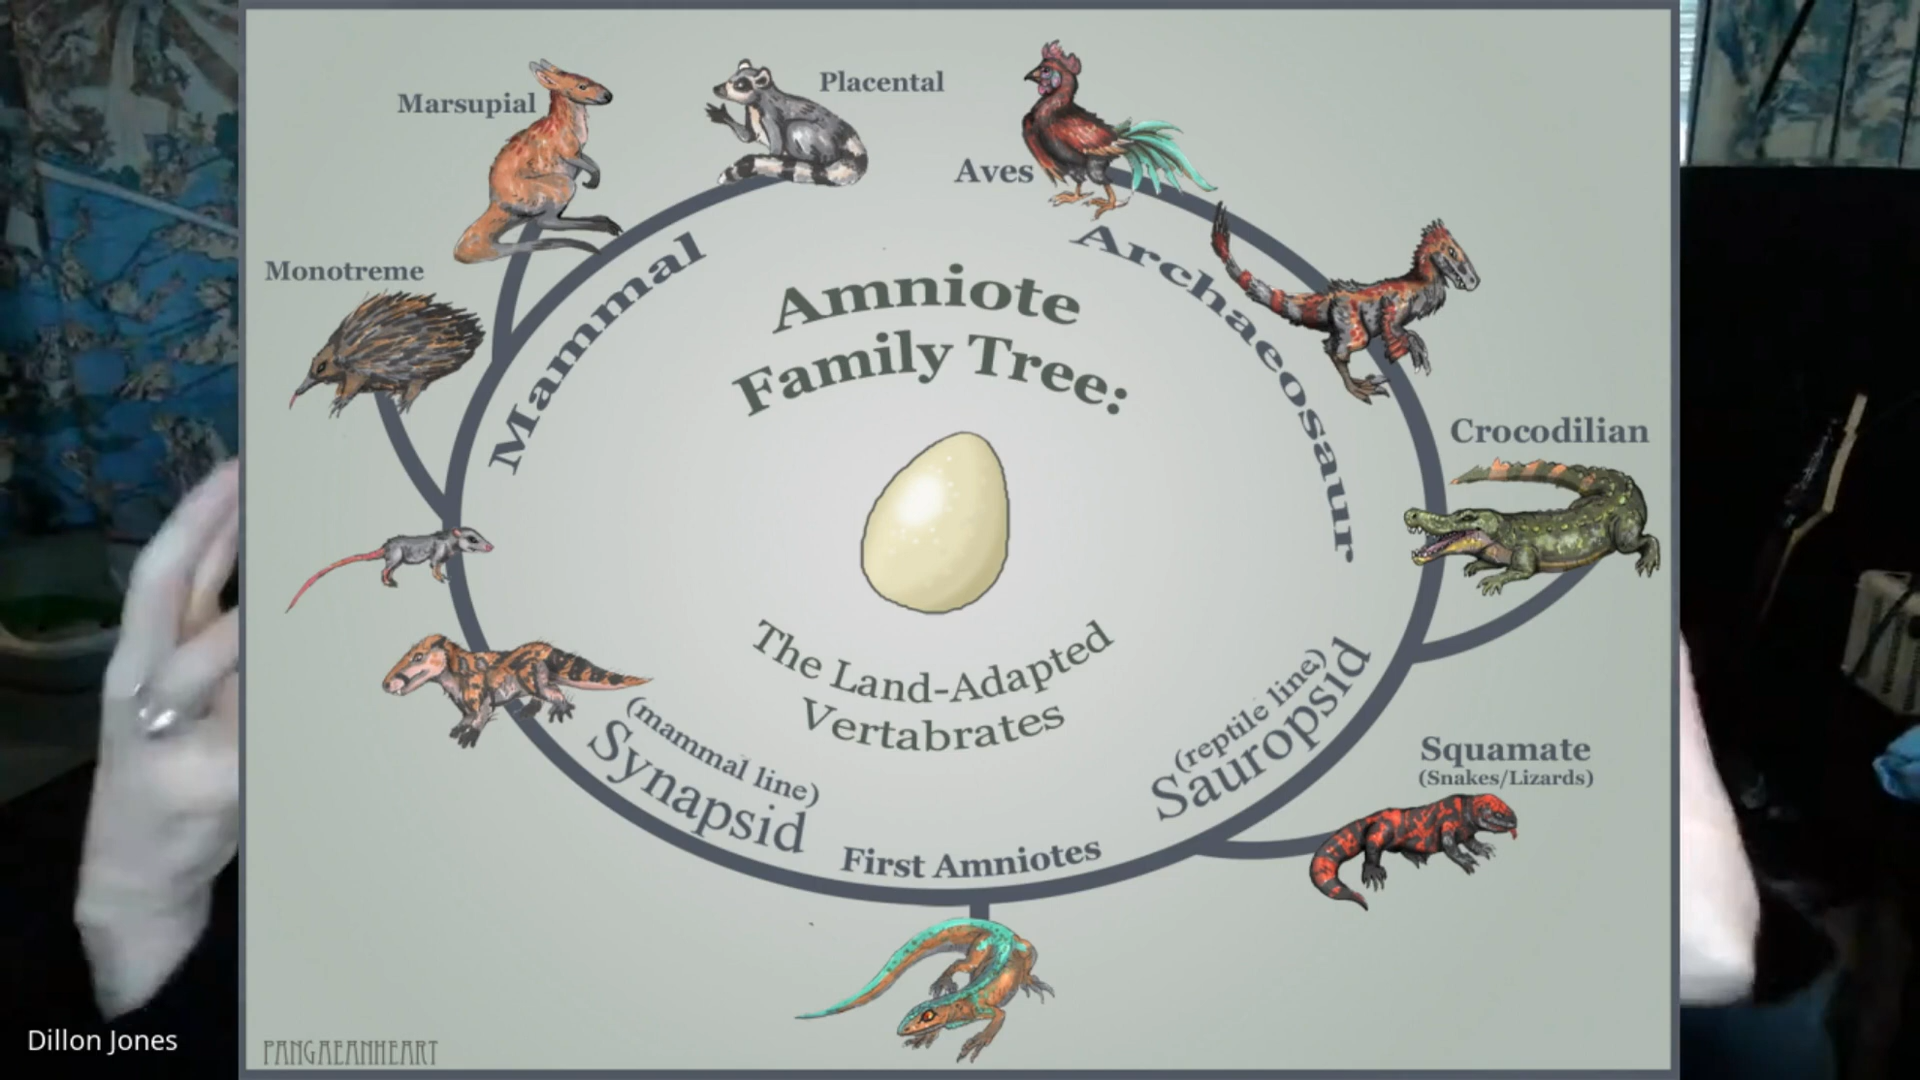 Marsupial
Placental
Aves
Monotreme
Mammal
Archaeosaur
Amniote
Family Tree:
Crocodilian
The Land-Adapted
Vertabrates
(mammal line)
Synapsid
(reptile line)
Sauropsid
Squamate
(Snakes/Lizards)
First Amniotes
Dillon Jones
PANGAEANHEART